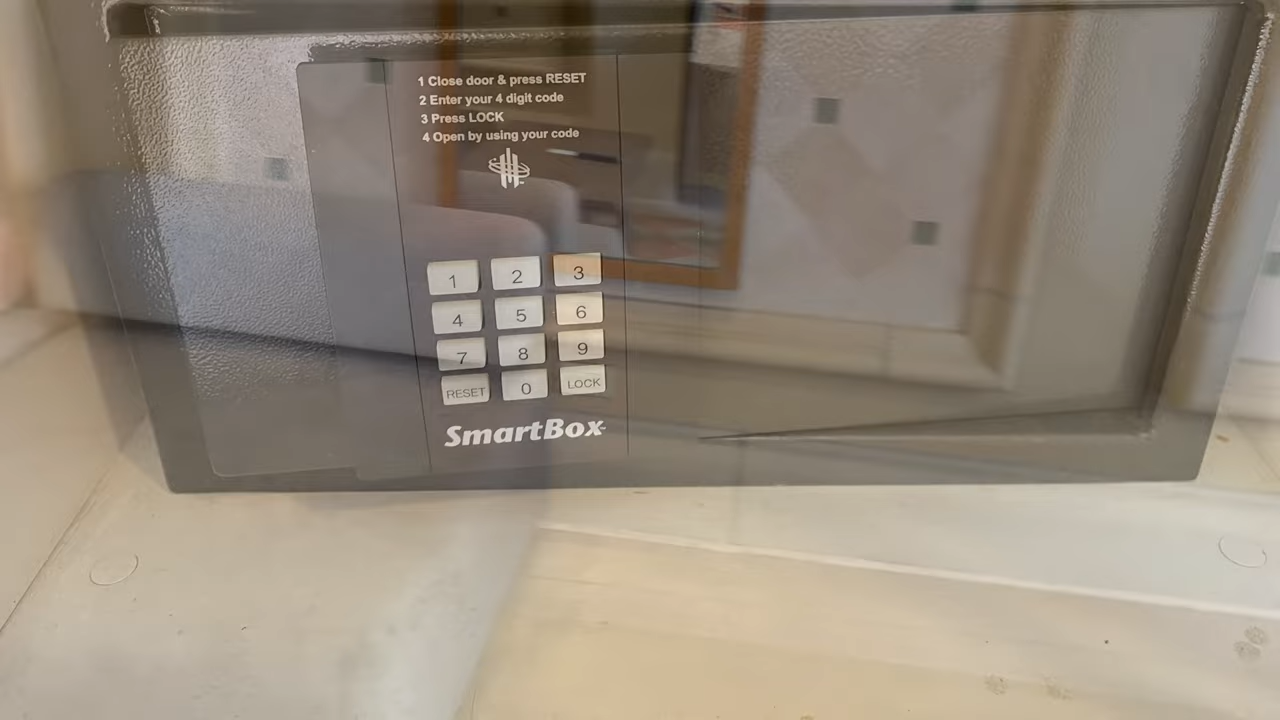 1 Close door & press RESET
2 Enter your 4 digit code
3 Press LOCK
4 Open by using your code
1 2 3
4 5 6
7 8 9
RESET 0 LOCK
SmartBox